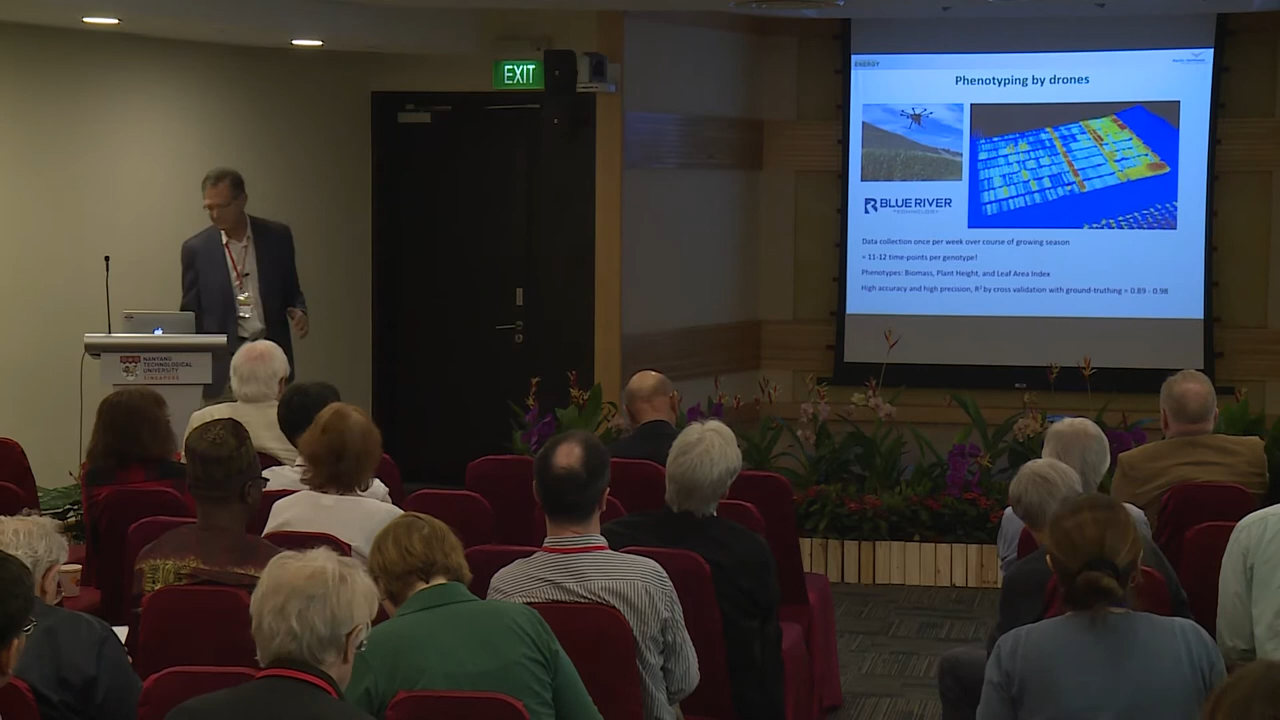 EXIT
ENERGY
Phenotyping by drones
BLUE RIVER
TECHNOLOGY
Data collection once per week over course of growing season
= 11-12 time-points per genotype!
Phenotypes: Biomass, Plant Height, and Leaf Area Index
High accuracy and high precision, R² by cross validation with ground-truthing = 0.89 - 0.98
NANYANG
TECHNOLOGICAL
UNIVERSITY
SINGAPORE